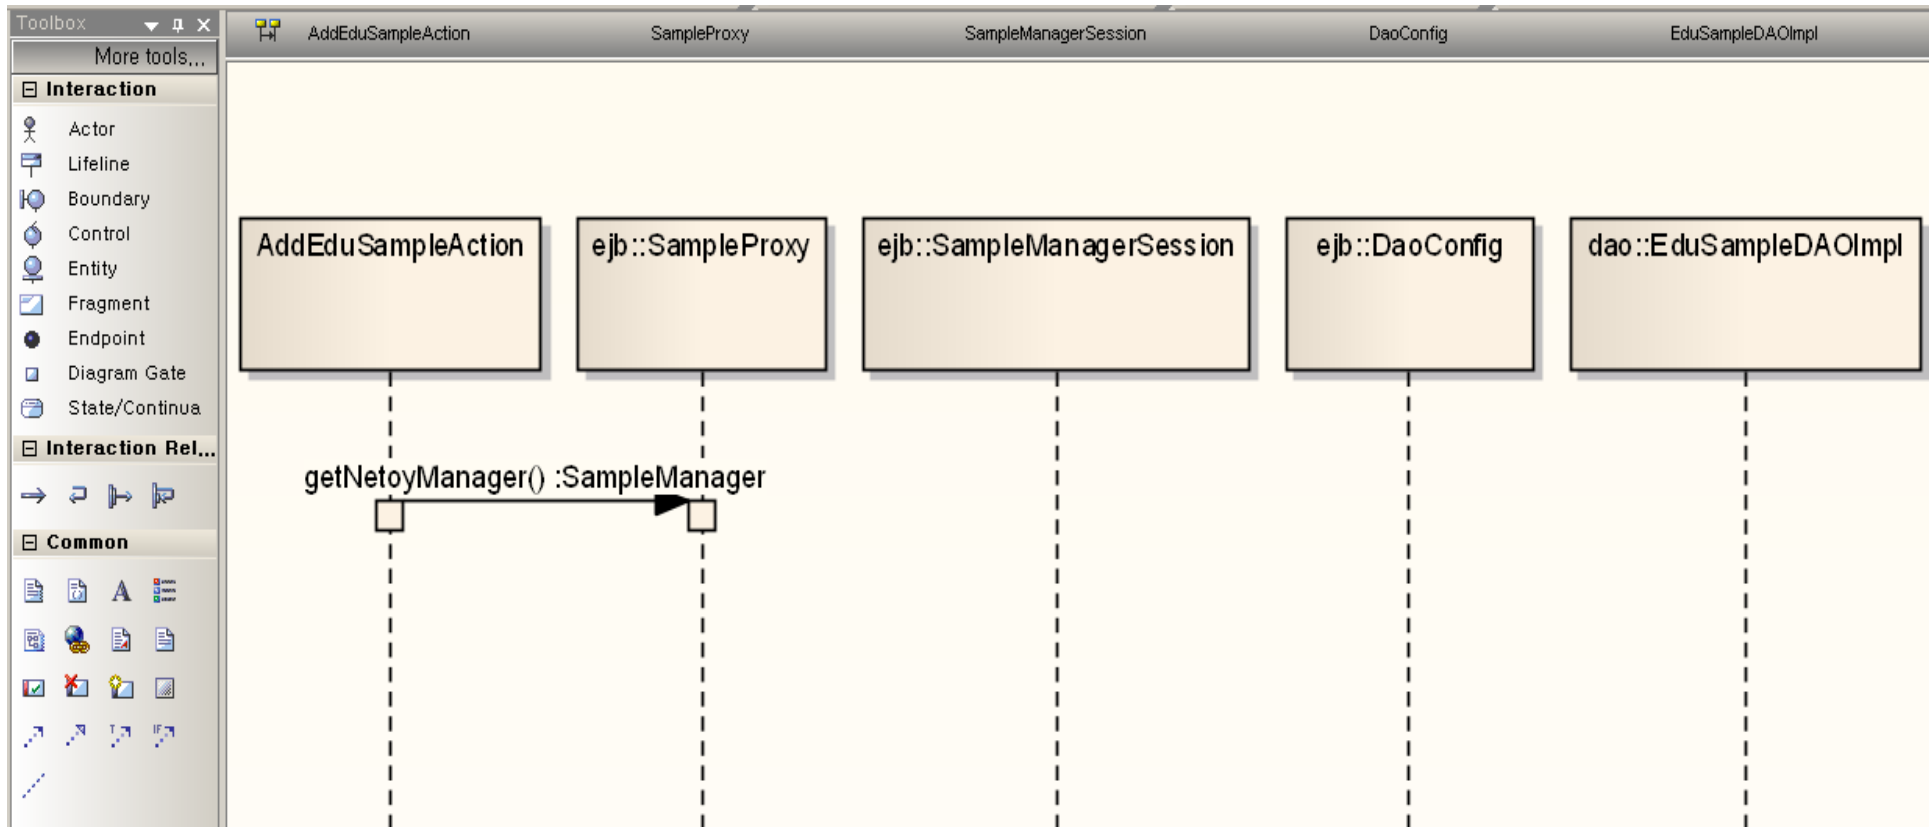 Toolbox
More tools...
Interaction
Actor
Lifeline
Boundary
Control
Entity
Fragment
Endpoint
Diagram Gate
State/Continua
Interaction Rel...
Common
AddEduSampleAction
SampleProxy
SampleManagerSession
DaoConfig
EduSampleDAOImpl
AddEduSampleAction
ejb::SampleProxy
ejb::SampleManagerSession
ejb::DaoConfig
dao::EduSampleDAOImpl
getNetoyManager() :SampleManager